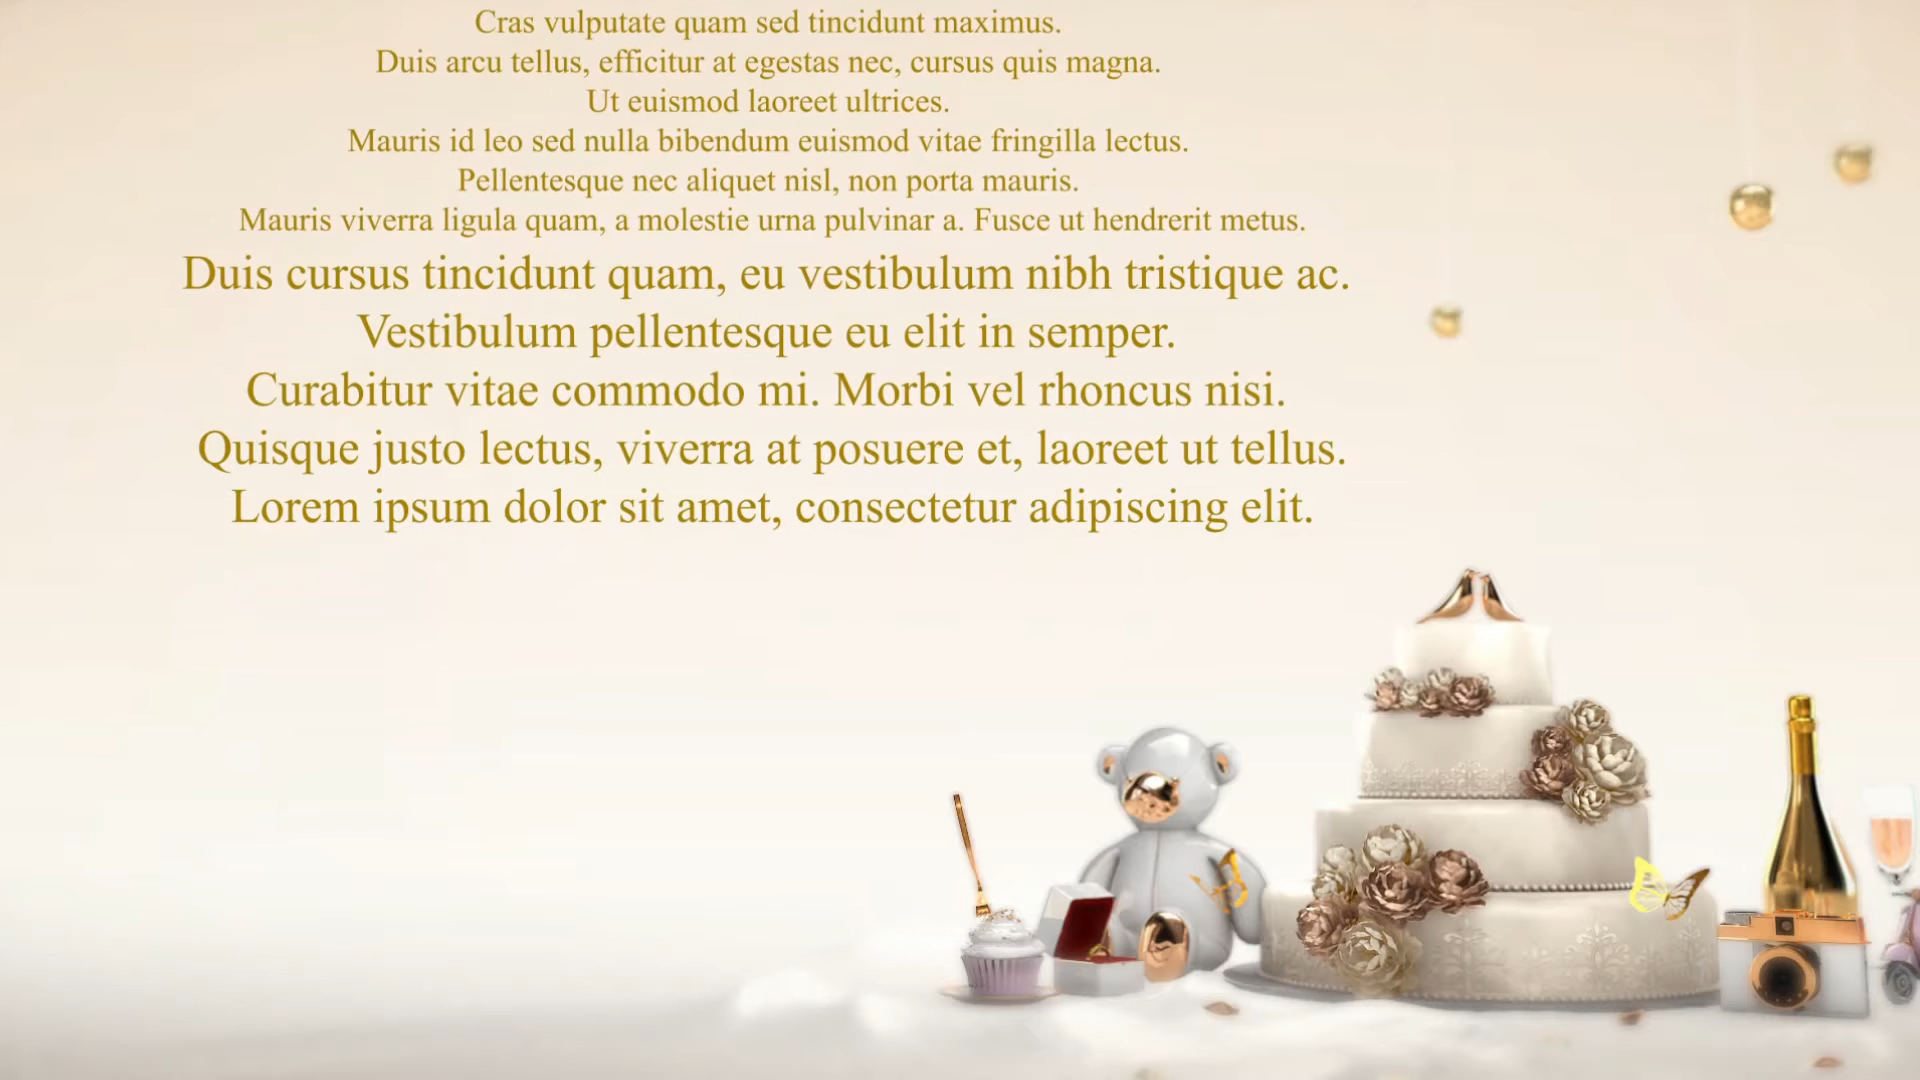 Cras vulputate quam sed tincidunt maximus.
Duis arcu tellus, efficitur at egestas nec, cursus quis magna.
Ut euismod laoreet ultrices.
Mauris id leo sed nulla bibendum euismod vitae fringilla lectus.
Pellentesque nec aliquet nisl, non porta mauris.
Mauris viverra ligula quam, a molestie urna pulvinar a. Fusce ut hendrerit metus.
Duis cursus tincidunt quam, eu vestibulum nibh tristique ac.
Vestibulum pellentesque eu elit in semper.
Curabitur vitae commodo mi. Morbi vel rhoncus nisi.
Quisque justo lectus, viverra at posuere et, laoreet ut tellus.
Lorem ipsum dolor sit amet, consectetur adipiscing elit.